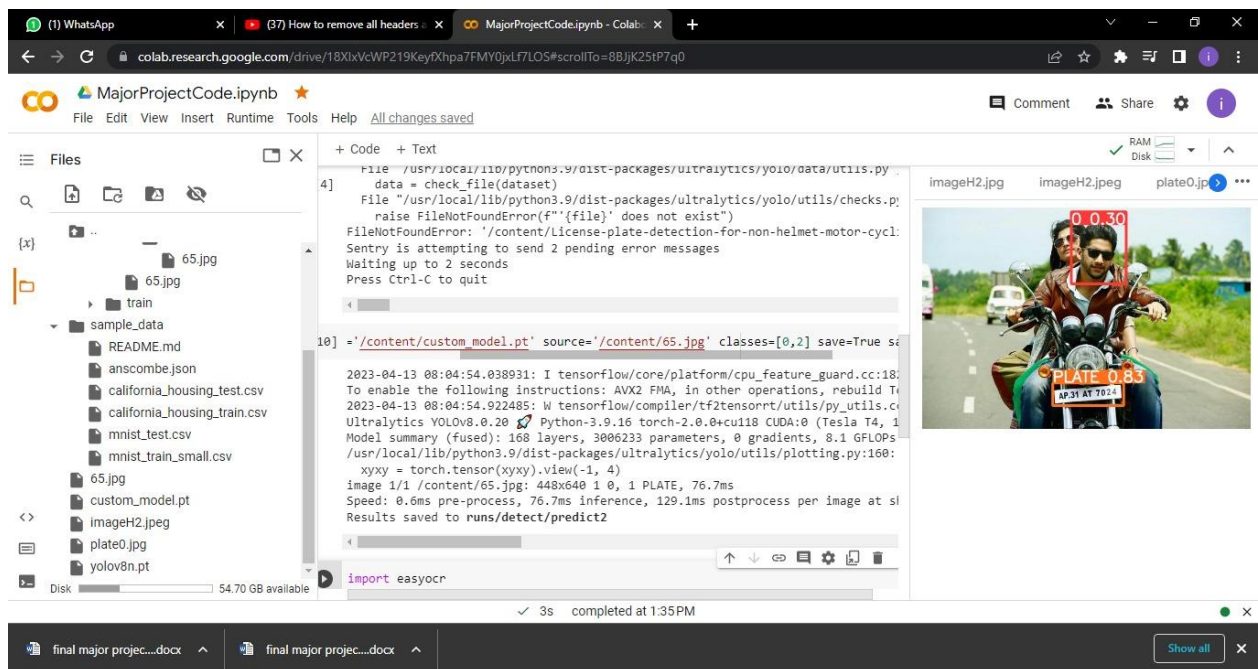 (1) WhatsApp
(37) How to remove all headers a
MajorProjectCode.ipynb - Colab
colab.research.google.com/drive/18XIxVcWP219KeyfXhpa7FMY0jxLf7LOS#scrollTo=8BJjK25tP7q0
MajorProjectCode.ipynb
File Edit View Insert Runtime Tools Help All changes saved
Comment Share i
Files
+ Code + Text
RAM
Disk
..
65.jpg
65.jpg
train
sample_data
README.md
anscombe.json
california_housing_test.csv
california_housing_train.csv
mnist_test.csv
mnist_train_small.csv
65.jpg
custom_model.pt
imageH2.jpeg
plate0.jpg
yolov8n.pt
Disk 54.70 GB available
File "/usr/local/lib/python3.9/dist-packages/ultralytics/yolo/data/utils.py
4] data = check_file(dataset)
File "/usr/local/lib/python3.9/dist-packages/ultralytics/yolo/utils/checks.py
raise FileNotFoundError(f"'{file}' does not exist")
FileNotFoundError: '/content/License-plate-detection-for-non-helmet-motor-cycl
Sentry is attempting to send 2 pending error messages
Waiting up to 2 seconds
Press Ctrl-C to quit
10] ='/content/custom_model.pt' source='/content/65.jpg' classes=[0,2] save=True sa
2023-04-13 08:04:54.038931: I tensorflow/core/platform/cpu_feature_guard.cc:182
To enable the following instructions: AVX2 FMA, in other operations, rebuild Te
2023-04-13 08:04:54.922485: W tensorflow/compiler/tf2tensorrt/utils/py_utils.cc
Ultralytics YOLOv8.0.20 🚀 Python-3.9.16 torch-2.0.0+cu118 CUDA:0 (Tesla T4, 1
Model summary (fused): 168 layers, 3006233 parameters, 0 gradients, 8.1 GFLOPs
/usr/local/lib/python3.9/dist-packages/ultralytics/yolo/utils/plotting.py:160:
xyxy = torch.tensor(xyxy).view(-1, 4)
image 1/1 /content/65.jpg: 448x640 1 0, 1 PLATE, 76.7ms
Speed: 0.6ms pre-process, 76.7ms inference, 129.1ms postprocess per image at sh
Results saved to runs/detect/predict2
import easyocr
imageH2.jpg imageH2.jpeg plate0.jp
0 0.30
PLATE 0.83
AP.31 AT 7024
3s completed at 1:35 PM
final major projec....docx
final major projec....docx
Show all